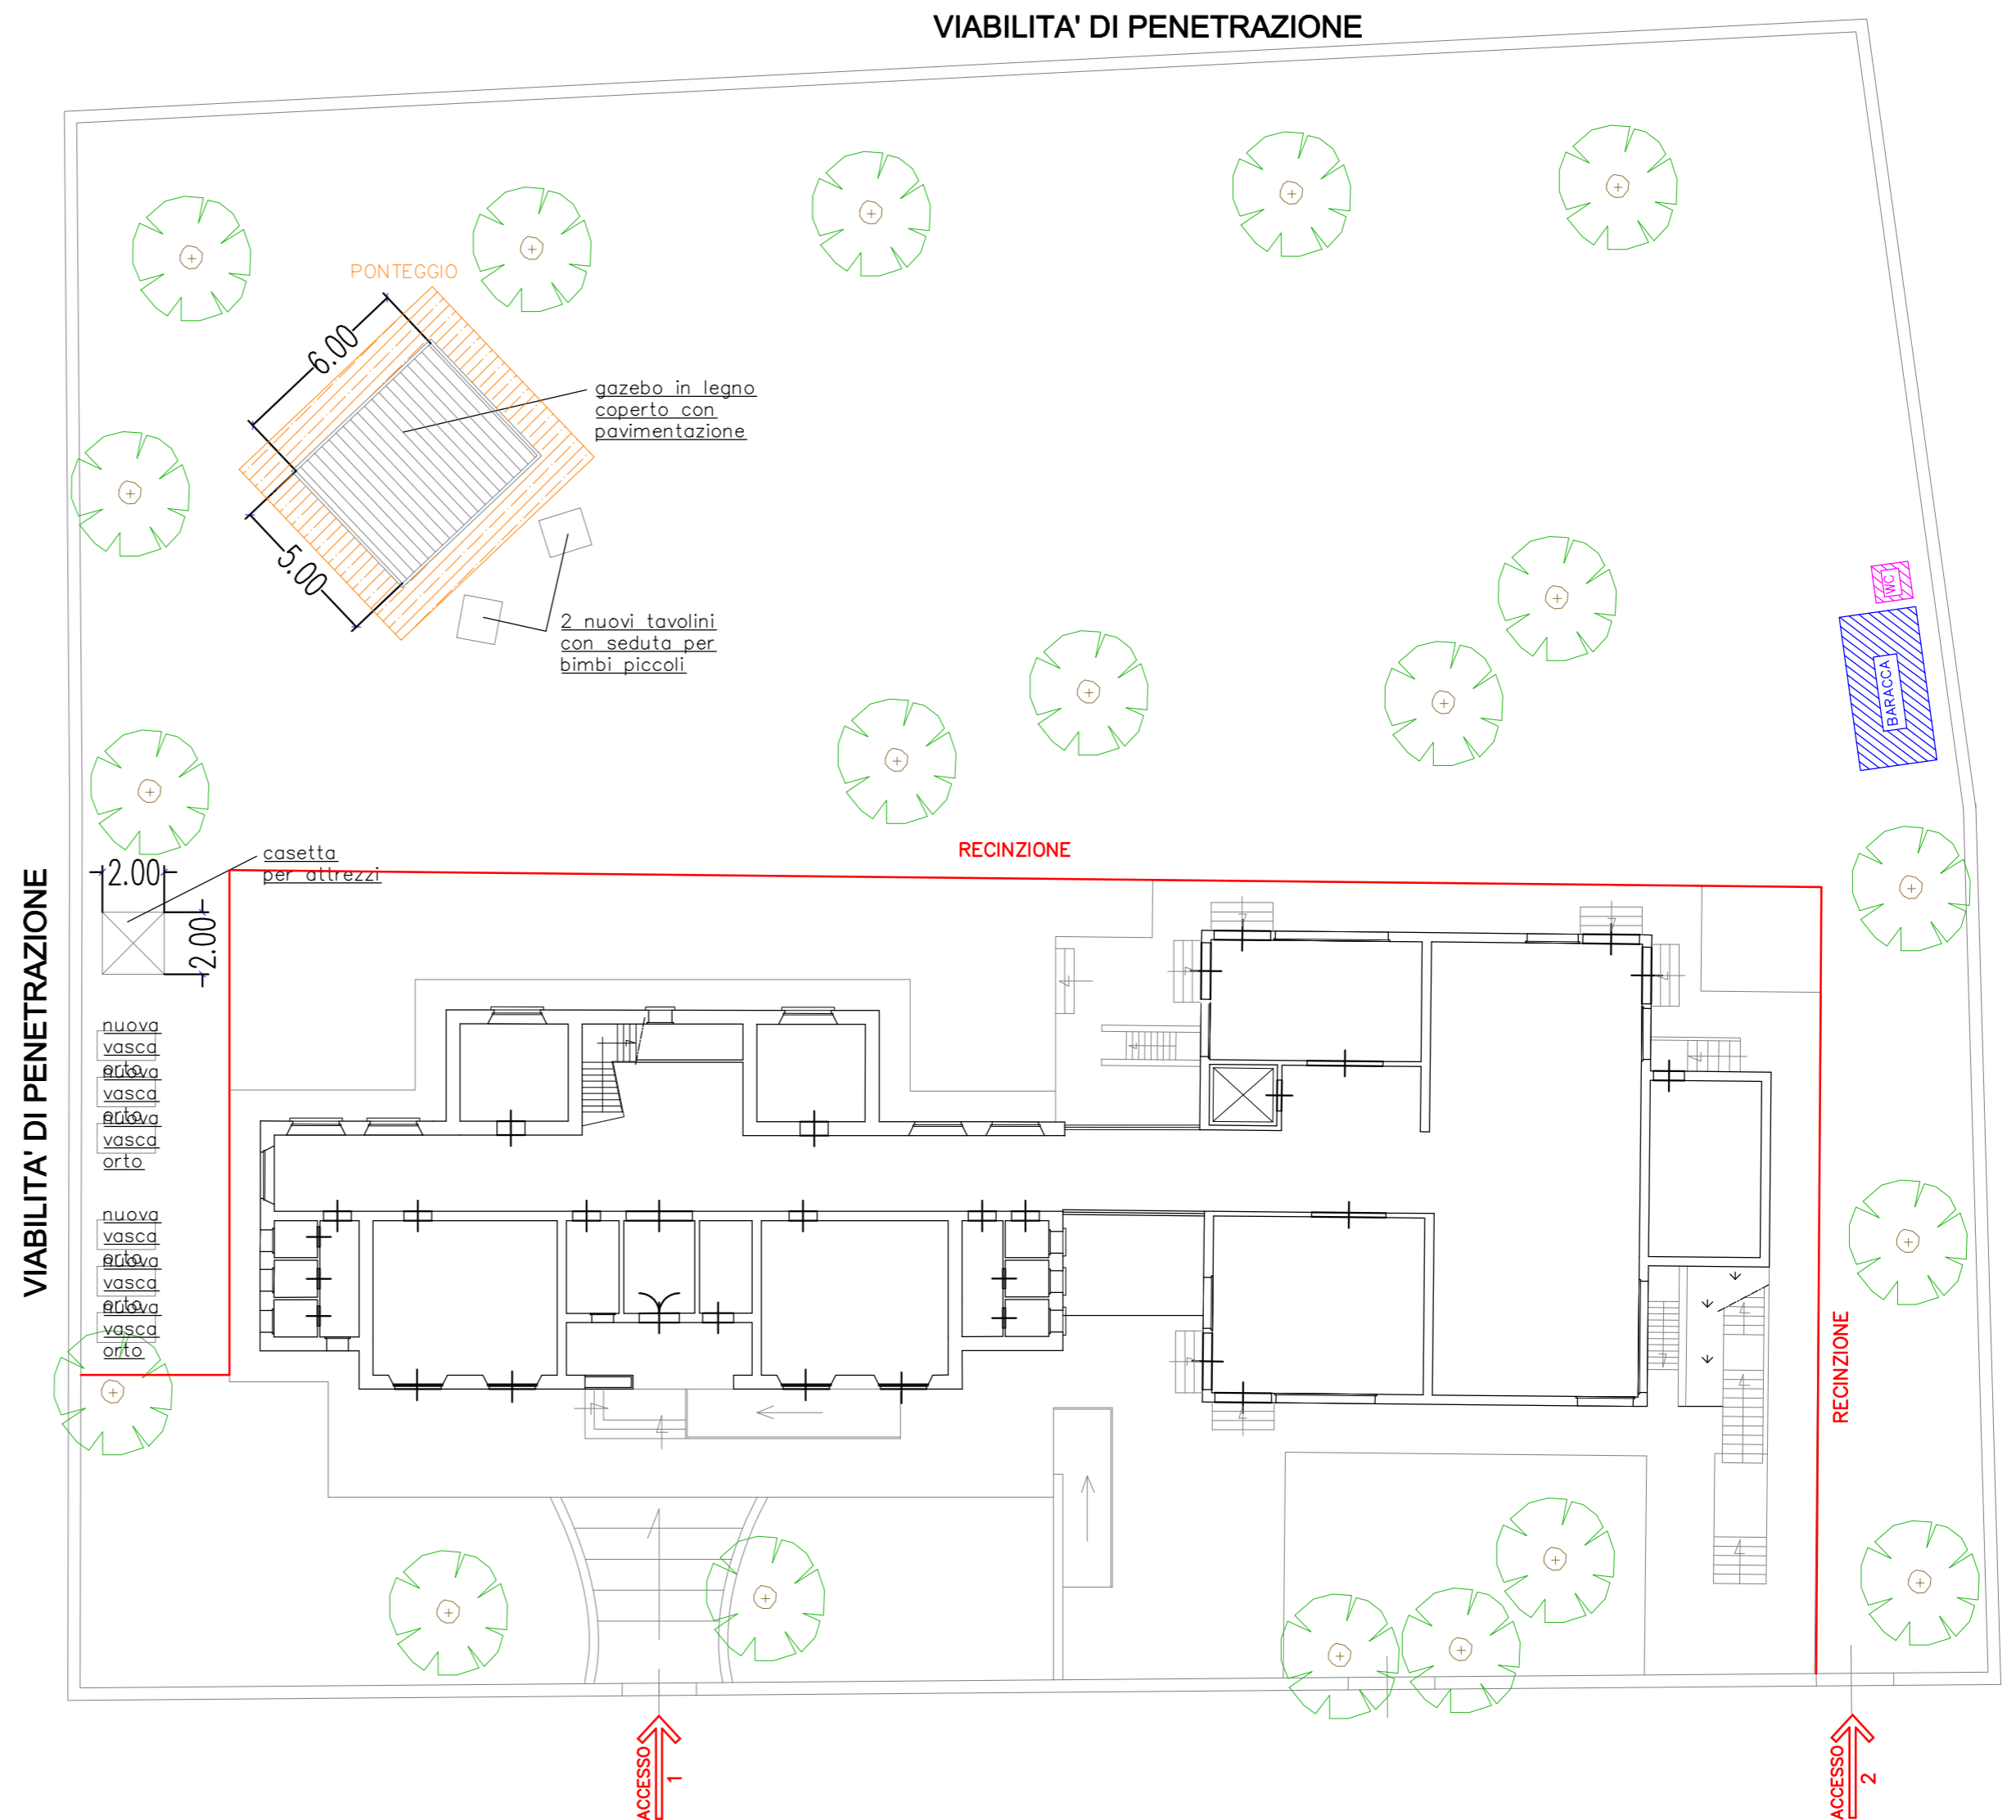 VIABILITA' DI PENETRAZIONE
PONTEGGIO
6.00
gazebo in legno
coperto con
pavimentazione
5.00
2 nuovi tavolini
con seduta per
bimbi piccoli
WC
BARACCA
RECINZIONE
casetta
per attrezzi
2.00
2.00
VIABILITA' DI PENETRAZIONE
nuova
vasca
orto
nuova
vasca
orto
nuova
vasca
orto
nuova
vasca
orto
nuova
vasca
orto
nuova
vasca
orto
RECINZIONE
ACCESSO
1
ACCESSO
2